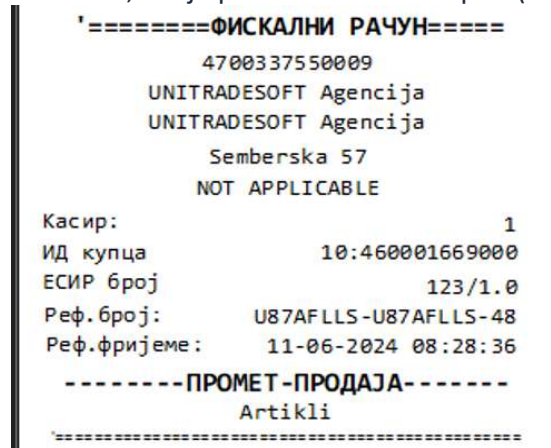 '========ФИСКАЛНИ РАЧУН=====
4700337550009
UNITRADESOFT Agencija
UNITRADESOFT Agencija
Semberska 57
NOT APPLICABLE
Касир: 1
ИД купца 10:460001669000
ЕСИР број 123/1.0
Реф.број: U87AFLLS-U87AFLLS-48
Реф.фријеме: 11-06-2024 08:28:36
--------ПРОМЕТ-ПРОДАЈА-------
Artikli
'================================================